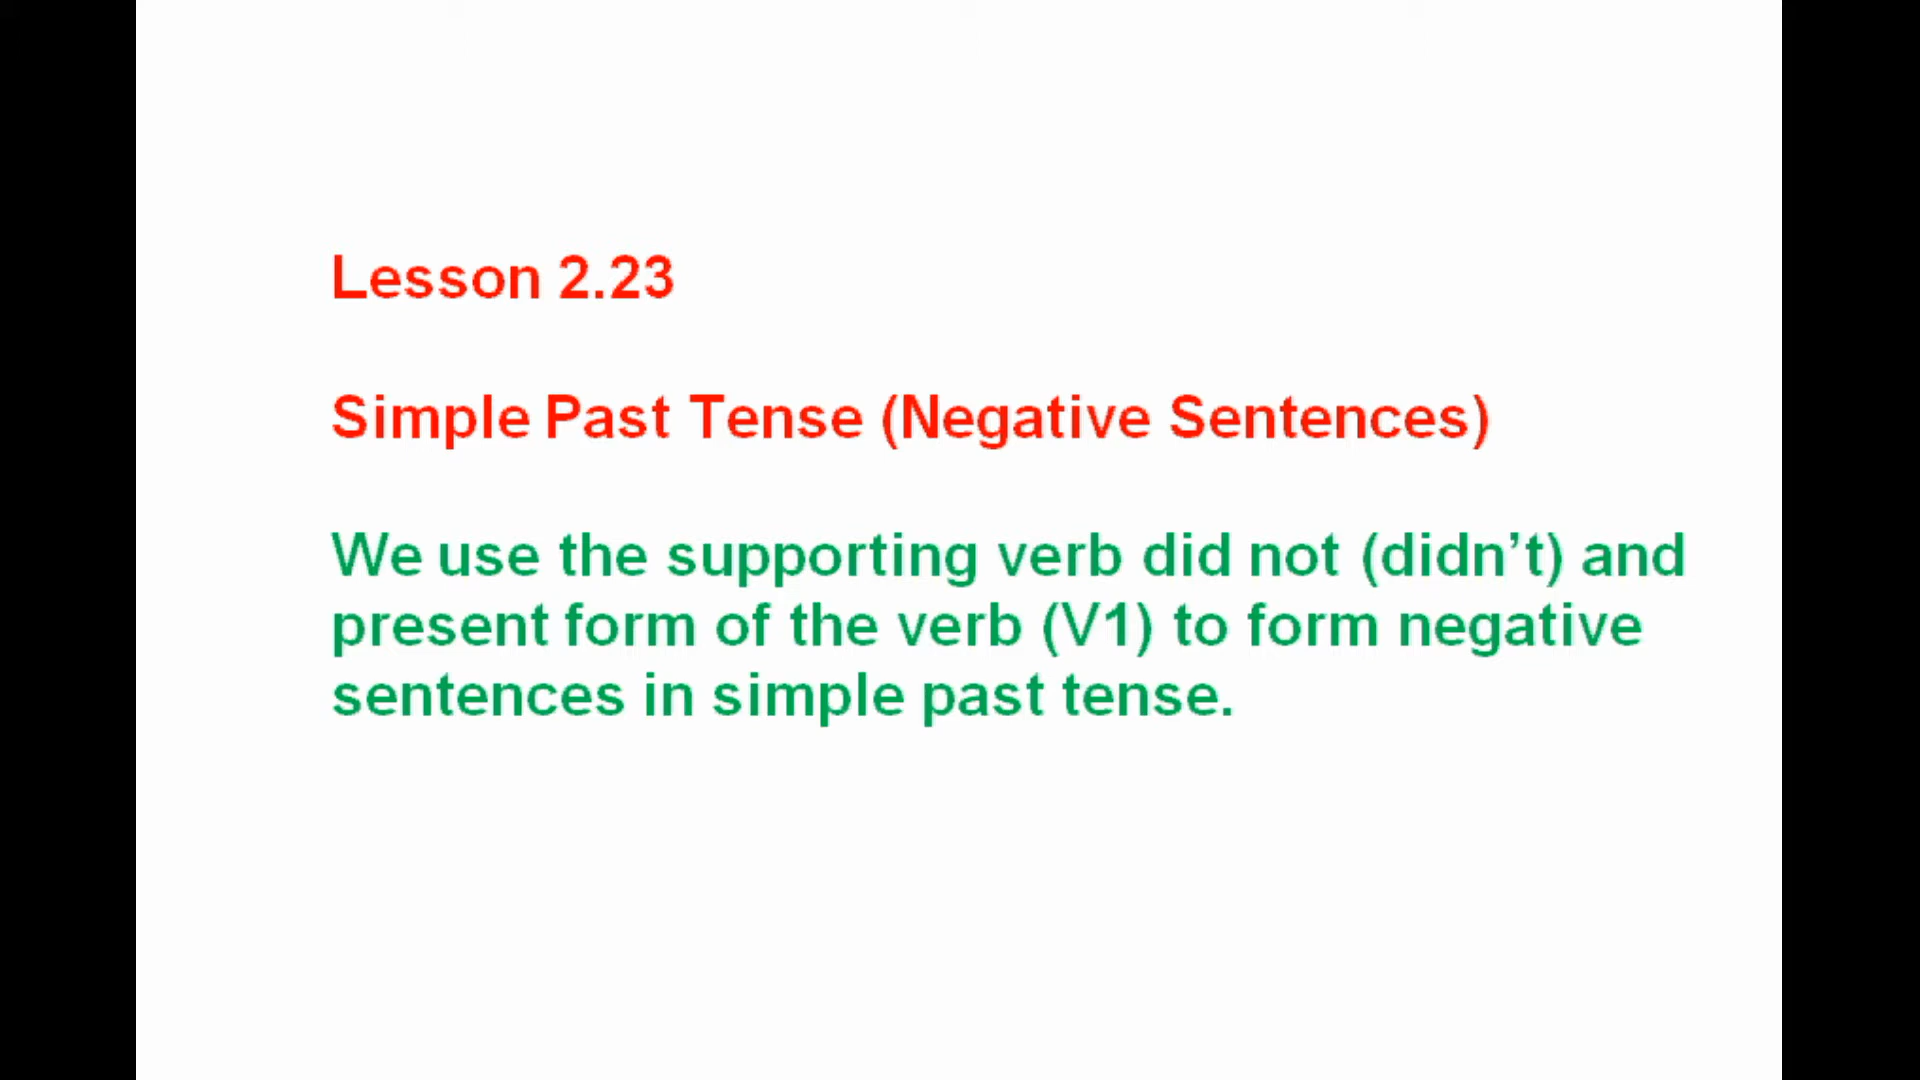 Lesson 2.23
Simple Past Tense (Negative Sentences)
We use the supporting verb did not (didn’t) and
present form of the verb (V1) to form negative
sentences in simple past tense.